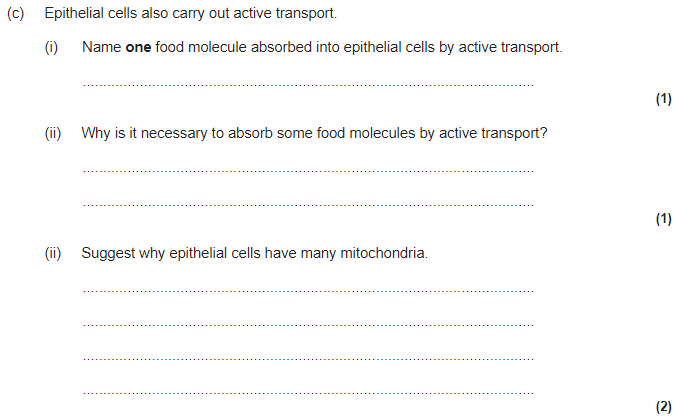 (c) Epithelial cells also carry out active transport.
(i) Name one food molecule absorbed into epithelial cells by active transport.
(1)
(ii) Why is it necessary to absorb some food molecules by active transport?
(1)
(ii) Suggest why epithelial cells have many mitochondria.
(2)